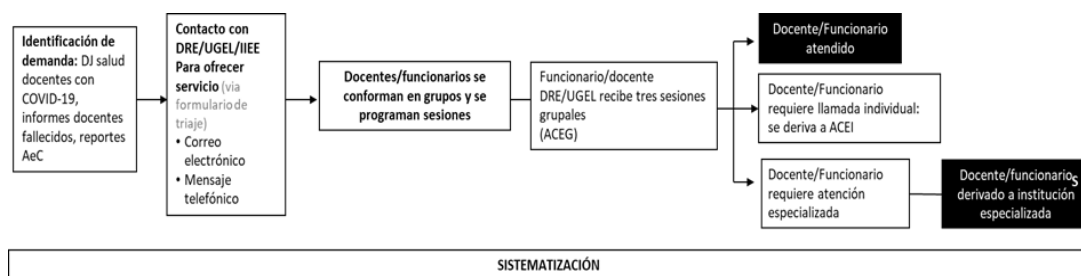 Identificación de
demanda: DJ salud
docentes con
COVID-19,
informes docentes
fallecidos, reportes
AeC
Contacto con
DRE/UGEL/IIEE
Para ofrecer
servicio (via
formulario de
triaje)
• Correo
electrónico
• Mensaje
telefónico
Docentes/funcionarios se
conforman en grupos y se
programan sesiones
Funcionario/docente
DRE/UGEL recibe tres sesiones
grupales
(ACEG)
Docente/Funcionario
atendido
Docente/Funcionario
requiere llamada individual:
se deriva a ACEI
Docente/Funcionario
requiere atención
especializada
Docente/funcionarios
derivado a institución
especializada
SISTEMATIZACIÓN